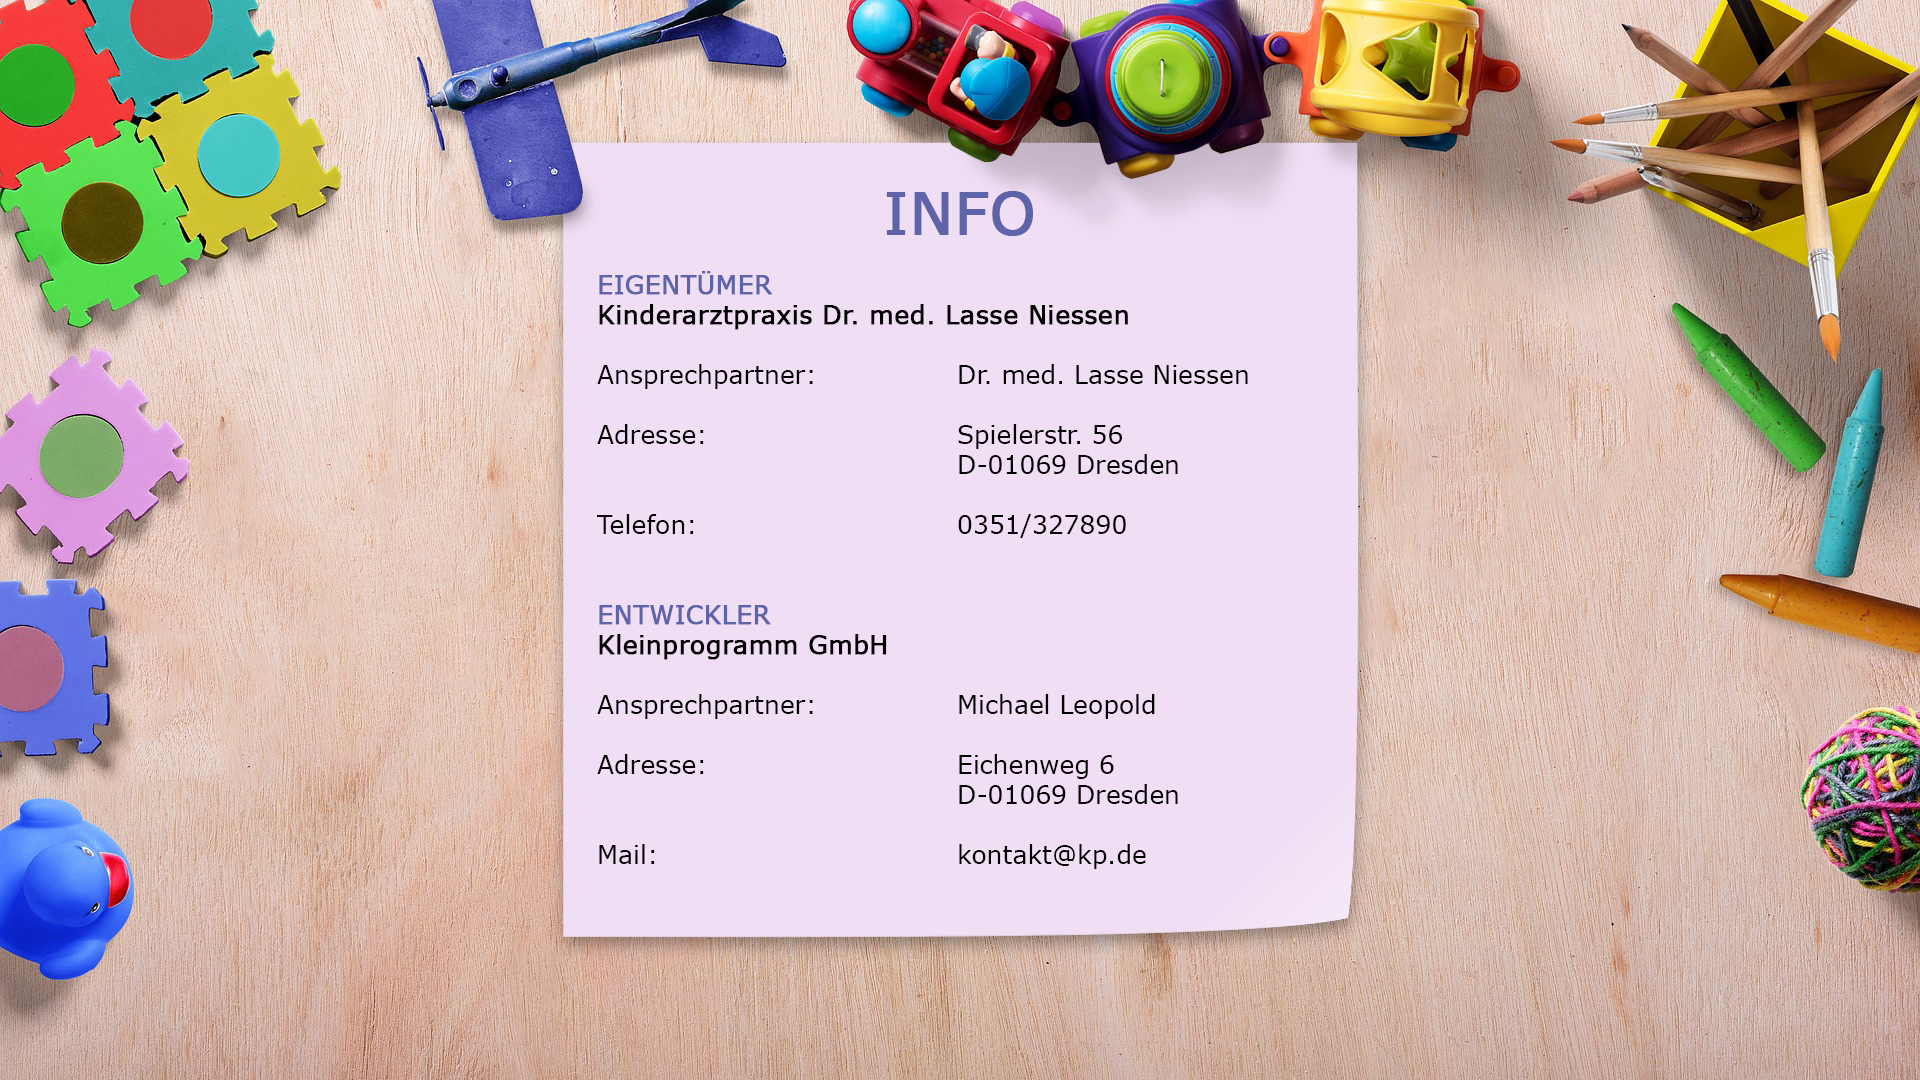 INFO
EIGENTÜMER
Kinderarztpraxis Dr. med. Lasse Niessen
Ansprechpartner: Dr. med. Lasse Niessen
Adresse: Spielerstr. 56
D-01069 Dresden
Telefon: 0351/327890
ENTWICKLER
Kleinprogramm GmbH
Ansprechpartner: Michael Leopold
Adresse: Eichenweg 6
D-01069 Dresden
Mail: kontakt@kp.de